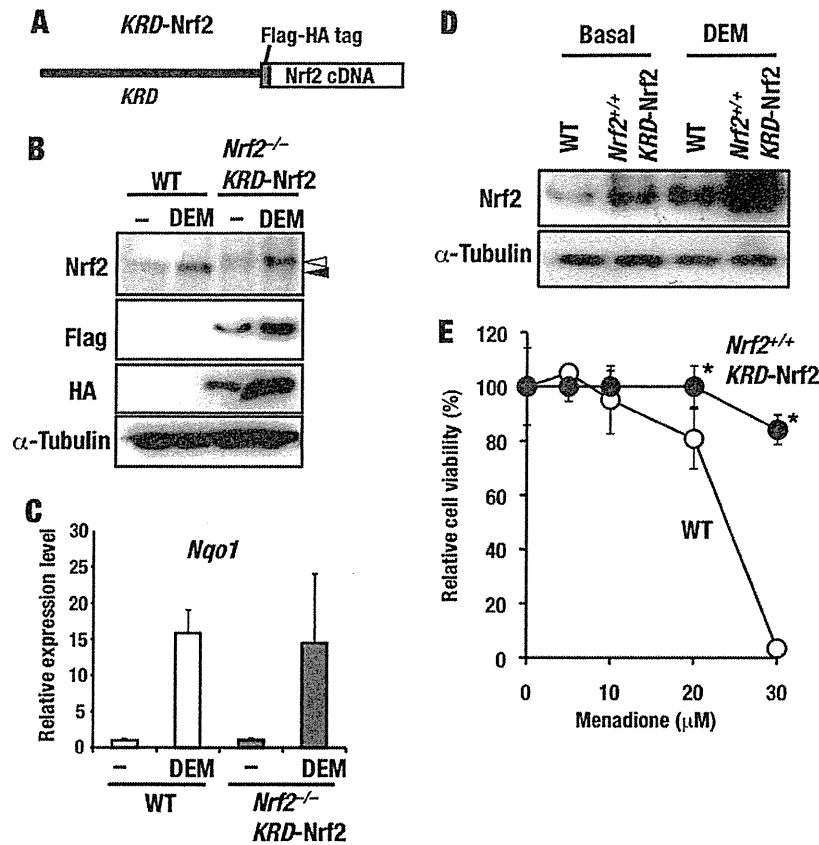 A
KRD-Nrf2
Flag-HA tag
Nrf2 cDNA
KRD
B
Nrf2-/-
WT KRD-Nrf2
– DEM – DEM
Nrf2
Flag
HA
α-Tubulin
C
Nqo1
Relative expression level
30
25
20
15
10
5
0
– DEM – DEM
WT Nrf2-/-
KRD-Nrf2
D
Basal DEM
WT Nrf2+/+ KRD-Nrf2 WT Nrf2+/+ KRD-Nrf2
Nrf2
α-Tubulin
E
Relative cell viability (%)
120
100
80
60
40
20
0
Nrf2+/+
KRD-Nrf2
*
*
WT
0 10 20 30
Menadione (μM)